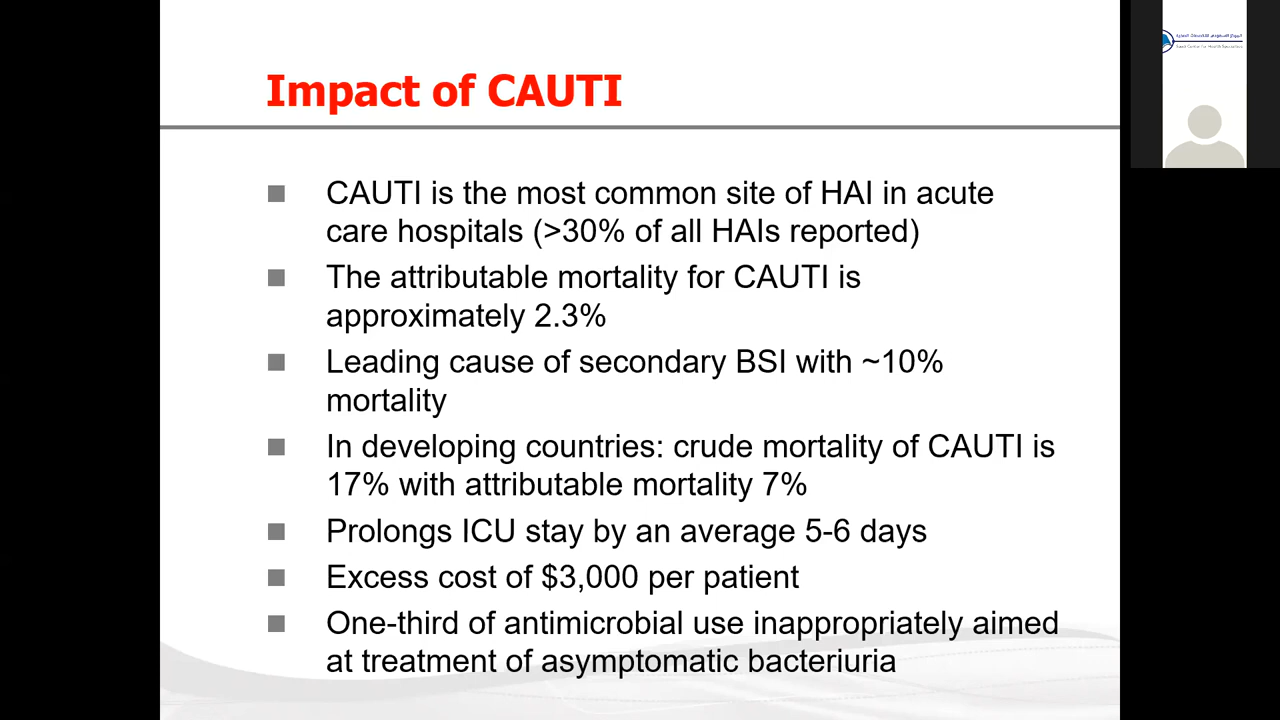 Impact of CAUTI
CAUTI is the most common site of HAI in acute
care hospitals (>30% of all HAIs reported)
The attributable mortality for CAUTI is
approximately 2.3%
Leading cause of secondary BSI with ~10%
mortality
In developing countries: crude mortality of CAUTI is
17% with attributable mortality 7%
Prolongs ICU stay by an average 5-6 days
Excess cost of $3,000 per patient
One-third of antimicrobial use inappropriately aimed
at treatment of asymptomatic bacteriuria